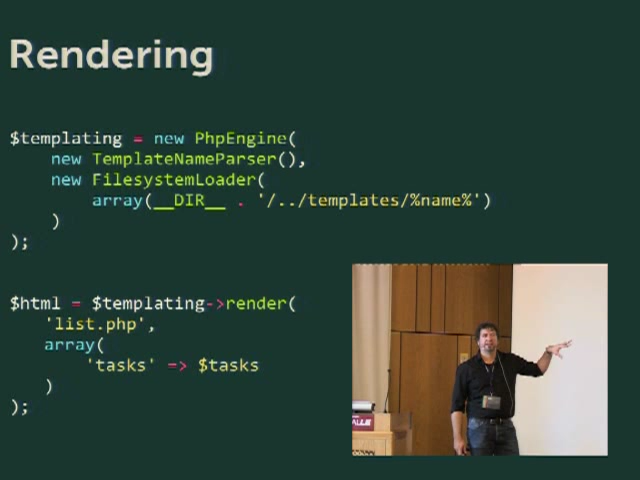 Rendering
$templating = new PhpEngine(
    new TemplateNameParser(),
    new FilesystemLoader(
        array(__DIR__ . '/../templates/%name%')
    )
);
$html = $templating->render(
    'list.php',
    array(
        'tasks' => $tasks
    )
);